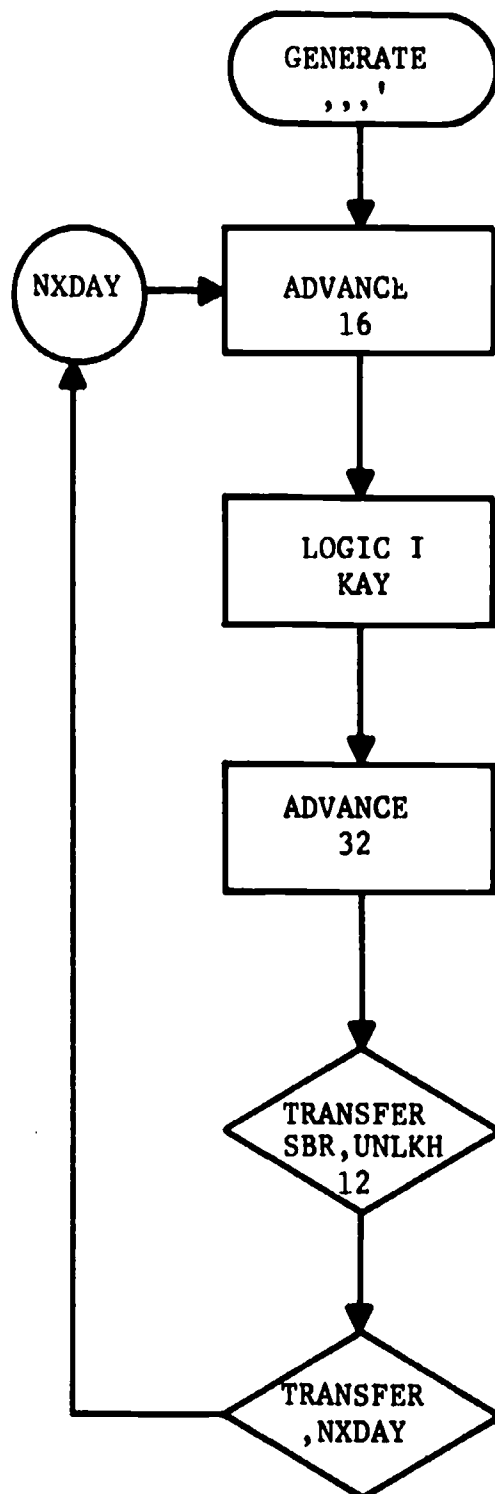 GENERATE
,,,'
NXDAY
ADVANCE
16
LOGIC I
KAY
ADVANCE
32
TRANSFER
SBR,UNLKH
12
TRANSFER
,NXDAY